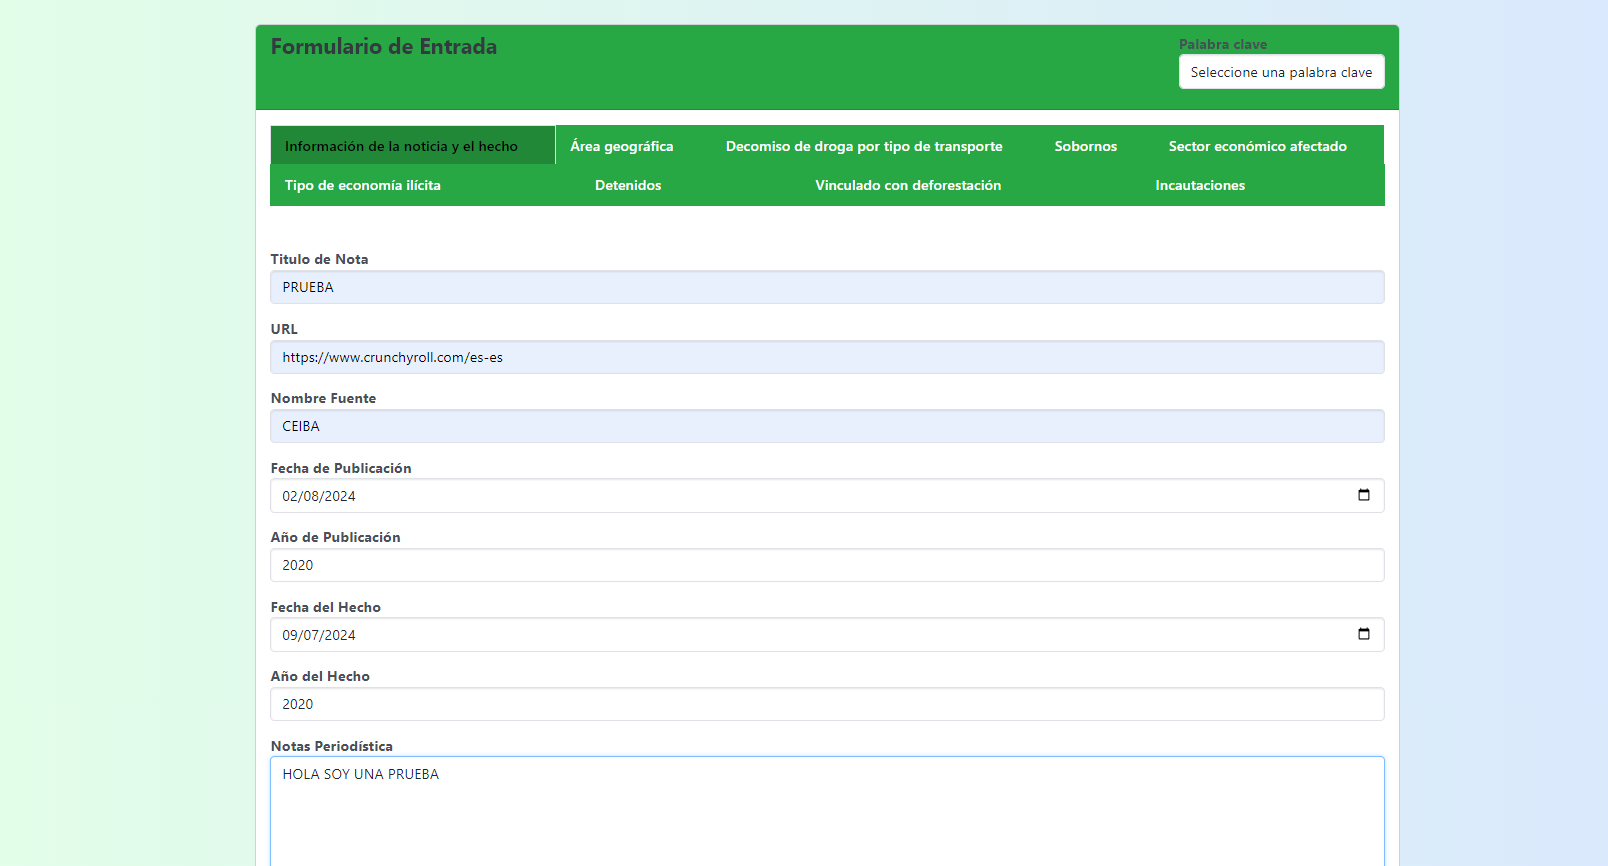 Formulario de Entrada
Palabra clave
Seleccione una palabra clave
Información de la noticia y el hecho Área geográfica Decomiso de droga por tipo de transporte Sobornos Sector económico afectado
Tipo de economía ilícita Detenidos Vinculado con deforestación Incautaciones
Titulo de Nota
PRUEBA
URL
https://www.crunchyroll.com/es-es
Nombre Fuente
CEIBA
Fecha de Publicación
02/08/2024
Año de Publicación
2020
Fecha del Hecho
09/07/2024
Año del Hecho
2020
Notas Periodística
HOLA SOY UNA PRUEBA